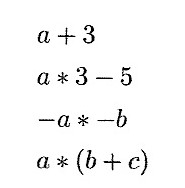 a + 3
a * 3 − 5
−a * −b
a * (b + c)